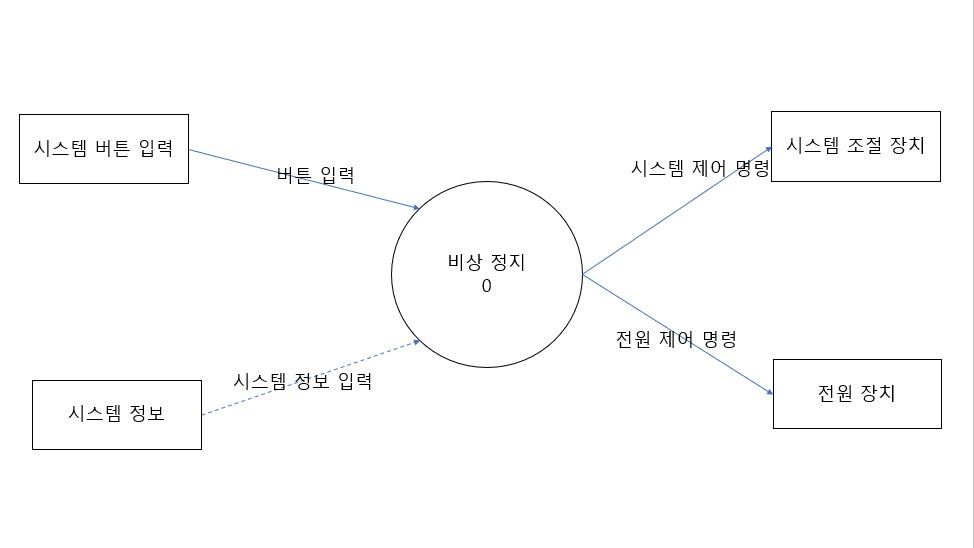 시스템 버튼 입력
버튼 입력
시스템 조절 장치
시스템 제어 명령
비상 정지
0
전원 제어 명령
시스템 정보 입력
시스템 정보
전원 장치